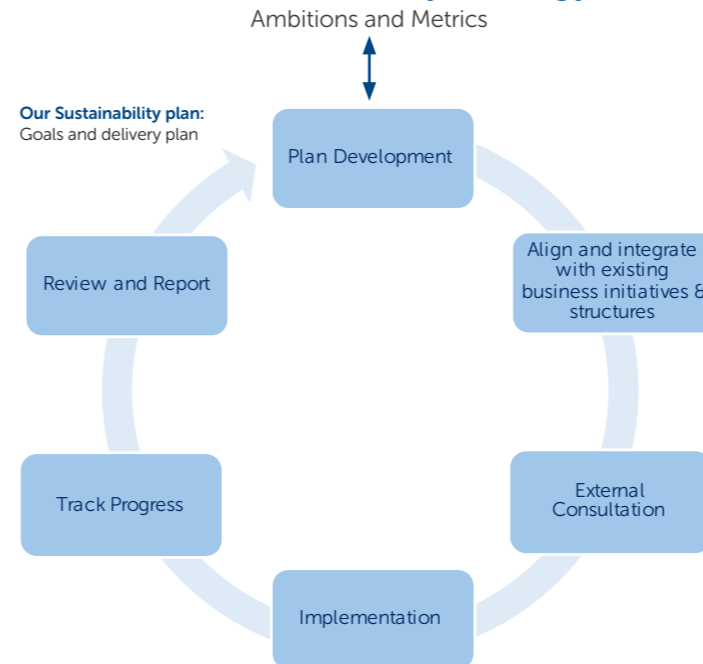 Ambitions and Metrics
Our Sustainability plan:
Goals and delivery plan
Plan Development
Align and integrate
with existing
business initiatives &
structures
External
Consultation
Implementation
Track Progress
Review and Report